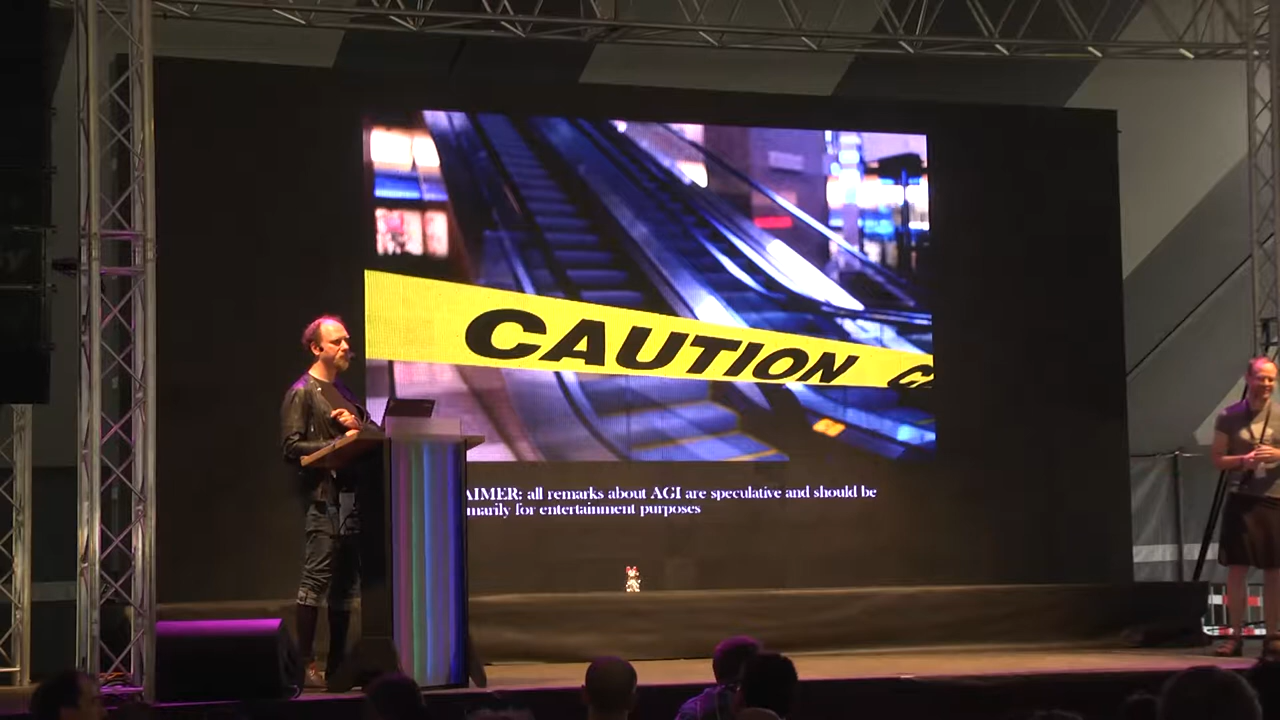 CAUTION
AIMER: all remarks about AGI are speculative and should be
marily for entertainment purposes